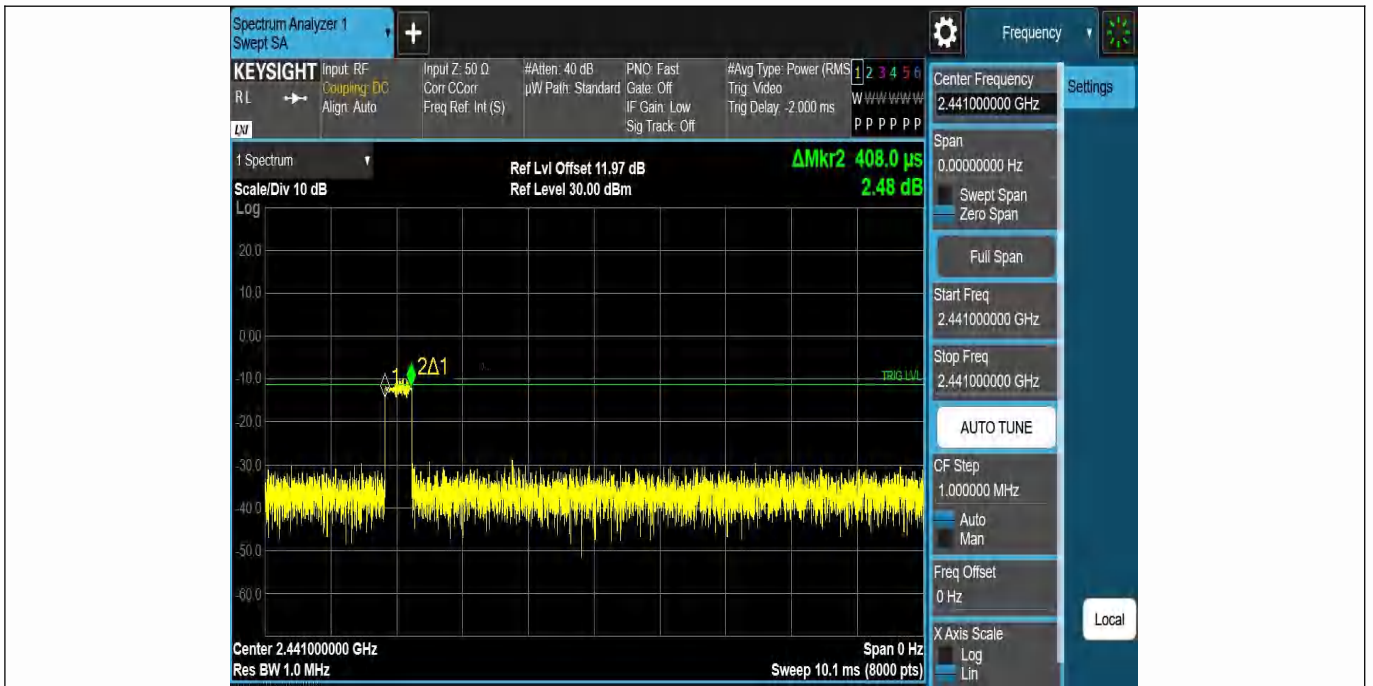 Spectrum Analyzer 1
Swept SA
+
Frequency
KEYSIGHT
RL
LXI
Input: RF
Coupling: DC
Align: Auto
Input Z: 50 Ω
Corr CCorr
Freq Ref: Int (S)
#Atten: 40 dB
µW Path: Standard
PNO: Fast
Gate: Off
IF Gain: Low
Sig Track: Off
#Avg Type: Power (RMS
Trig: Video
Trig Delay: -2.000 ms
1 2 3 4 5 6
W W W W W W
P P P P P P
1 Spectrum
Scale/Div 10 dB
Log
Ref Lvl Offset 11.97 dB
Ref Level 30.00 dBm
ΔMkr2 408.0 µs
2.48 dB
20.0
10.0
0.00
-10.0
-20.0
-30.0
-40.0
-50.0
-60.0
1
2Δ1
TRIG LVL
Center 2.441000000 GHz
Res BW 1.0 MHz
Span 0 Hz
Sweep 10.1 ms (8000 pts)
Center Frequency
2.441000000 GHz
Settings
Span
0.00000000 Hz
Swept Span
Zero Span
Full Span
Start Freq
2.441000000 GHz
Stop Freq
2.441000000 GHz
AUTO TUNE
CF Step
1.000000 MHz
Auto
Man
Freq Offset
0 Hz
X Axis Scale
Log
Lin
Local